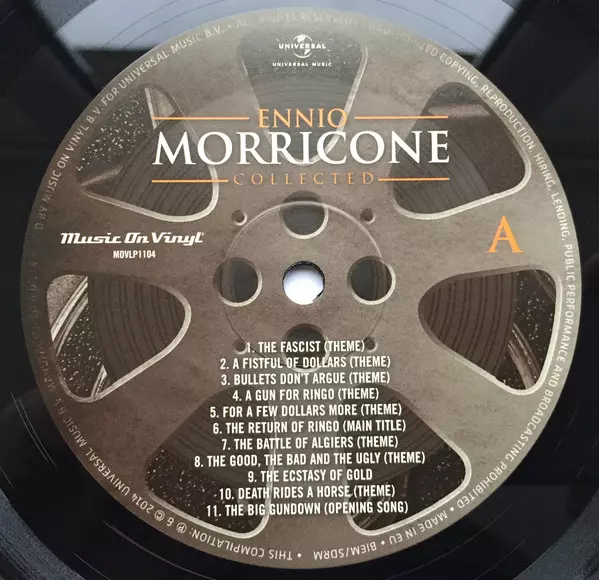 UNIVERSAL
UNIVERSAL MUSIC
ENNIO
MORRICONE
COLLECTED
Music On Vinyl
MOVLP1104
A
1. THE FASCIST (THEME)
2. A FISTFUL OF DOLLARS (THEME)
3. BULLETS DON'T ARGUE (THEME)
4. A GUN FOR RINGO (THEME)
5. FOR A FEW DOLLARS MORE (THEME)
6. THE RETURN OF RINGO (MAIN TITLE)
7. THE BATTLE OF ALGIERS (THEME)
8. THE GOOD, THE BAD AND THE UGLY (THEME)
9. THE ECSTASY OF GOLD
10. DEATH RIDES A HORSE (THEME)
11. THE BIG GUNDOWN (OPENING SONG)
• THIS COMPILATION: ℗ & © 2014 UNIVERSAL MUSIC B.V. BY MUSIC ON VINYL B.V. FOR UNIVERSAL MUSIC B.V. • ALL RIGHTS RESERVED • COPYING, REPRODUCTION, HIRING, LENDING, PUBLIC PERFORMANCE AND BROADCASTING PROHIBITED • MADE IN EU • BIEM/SDRM